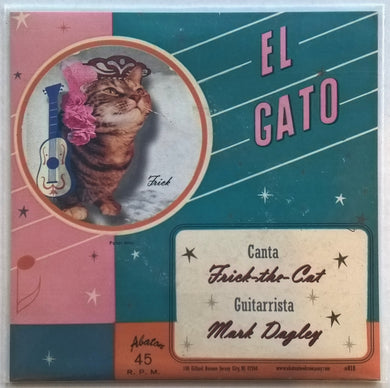 EL
GATO
Frick
Canta
Frick-the-Cat
Guitarrista
Mark Dagley
Abaton
45
R. P. M.